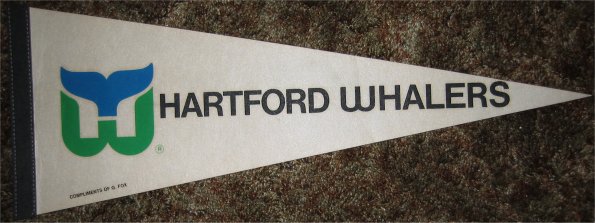 HARTFORD WHALERS
®
COMPLIMENTS OF G. FOX